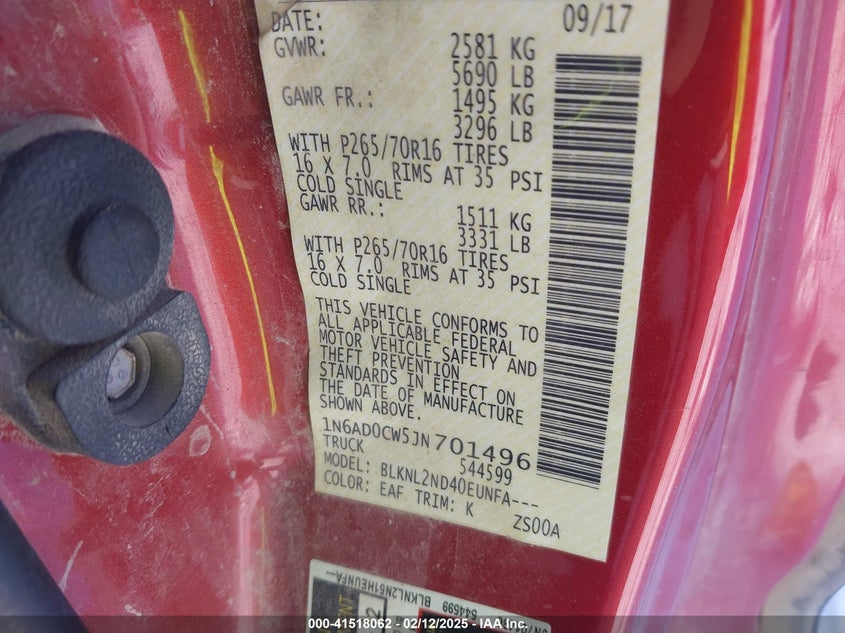 DATE: 09/17
GVWR: 2581 KG
5690 LB
GAWR FR.: 1495 KG
3296 LB
WITH P265/70R16 TIRES
16 X 7.0 RIMS AT 35 PSI
COLD SINGLE
GAWR RR.: 1511 KG
3331 LB
WITH P265/70R16 TIRES
16 X 7.0 RIMS AT 35 PSI
COLD SINGLE
THIS VEHICLE CONFORMS TO
ALL APPLICABLE FEDERAL
MOTOR VEHICLE SAFETY AND
THEFT PREVENTION
STANDARDS IN EFFECT ON
THE DATE OF MANUFACTURE
SHOWN ABOVE.
1N6AD0CW5JN701496
TRUCK 544599
MODEL: BLKNL2ND40EUNFA---
COLOR: EAF TRIM: K ZS00A
544599 BLKNL2N61HEUNFA
000-41518062 - 02/12/2025 - IAA Inc.